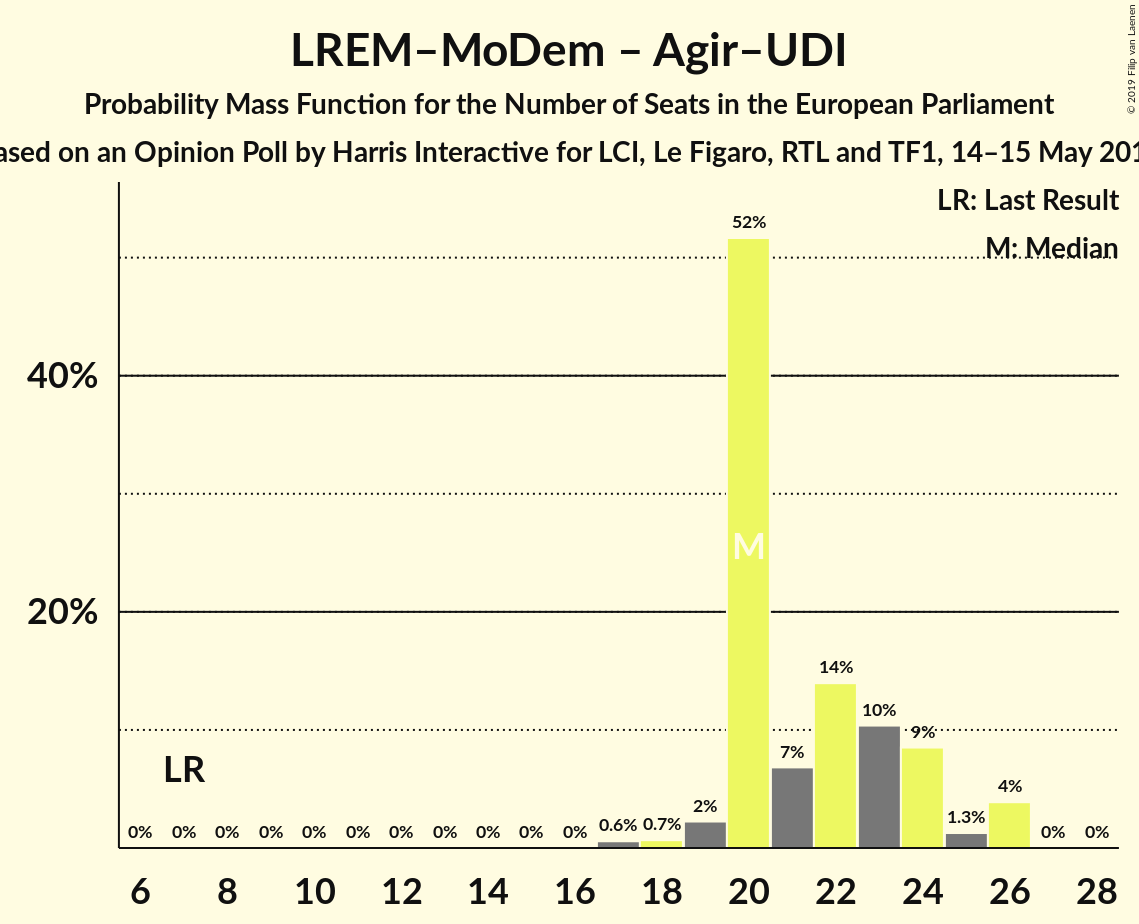 LREM–MoDem – Agir–UDI
Probability Mass Function for the Number of Seats in the European Parliament
ased on an Opinion Poll by Harris Interactive for LCI, Le Figaro, RTL and TF1, 14–15 May 201
© 2019 Filip van Laenen
LR: Last Result
M: Median
52%
40%
M
20%
14%
10%
9%
7%
LR
4%
2%
1.3%
0% 0% 0% 0% 0% 0% 0% 0% 0% 0% 0% 0.6% 0.7% 0% 0%
6 8 10 12 14 16 18 20 22 24 26 28